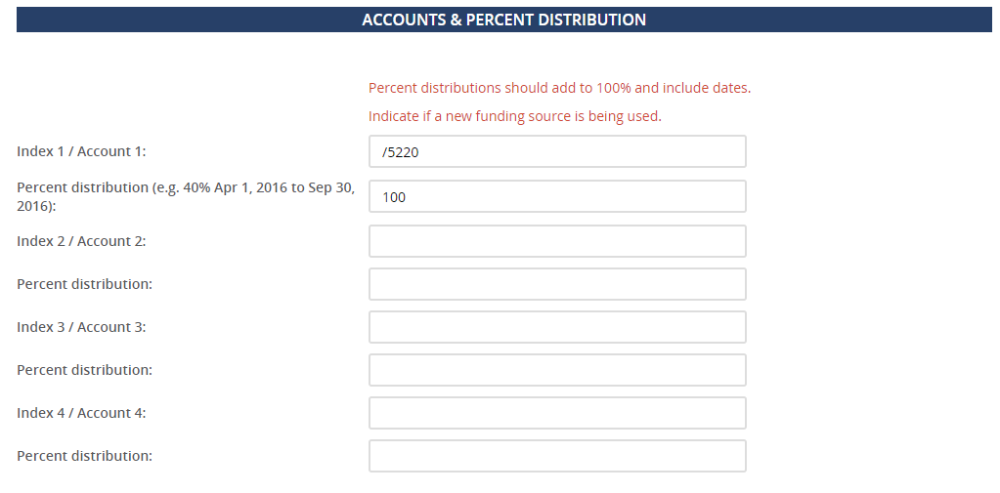 ACCOUNTS & PERCENT DISTRIBUTION
Percent distributions should add to 100% and include dates.
Indicate if a new funding source is being used.
Index 1 / Account 1:
/5220
Percent distribution (e.g. 40% Apr 1, 2016 to Sep 30,
2016):
100
Index 2 / Account 2:
Percent distribution:
Index 3 / Account 3:
Percent distribution:
Index 4 / Account 4:
Percent distribution: